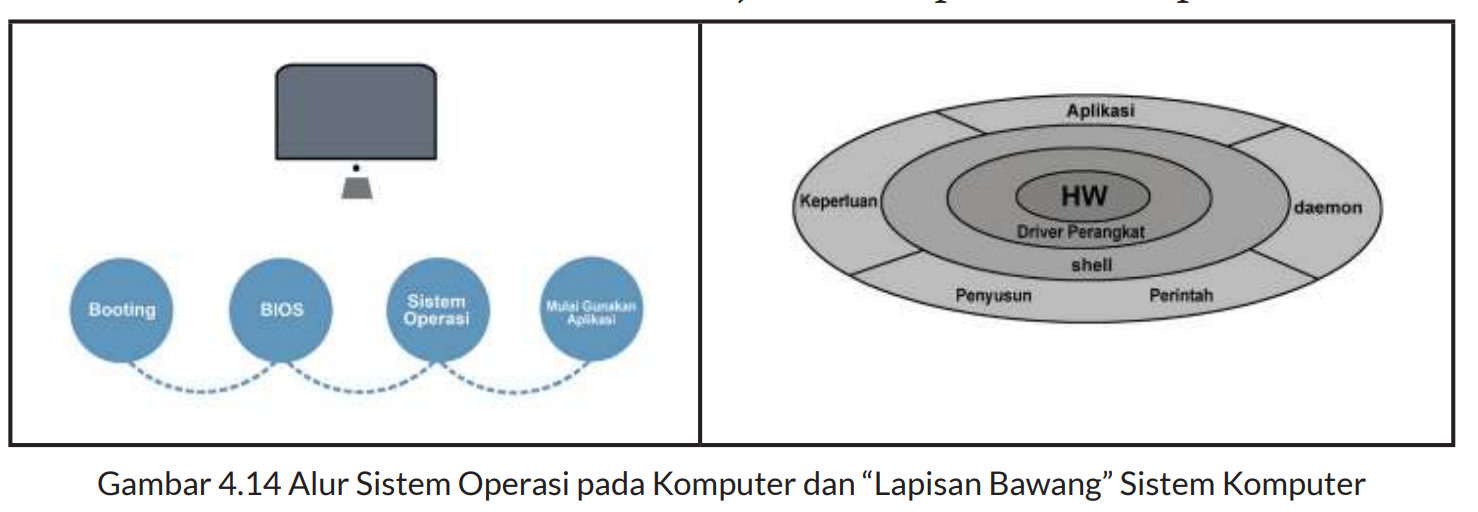 Booting
BIOS
Sistem
Operasi
Mulai Gunakan
Aplikasi
Aplikasi
Keperluan
HW
daemon
Driver Perangkat
shell
Penyusun Perintah
Gambar 4.14 Alur Sistem Operasi pada Komputer dan “Lapisan Bawang” Sistem Komputer